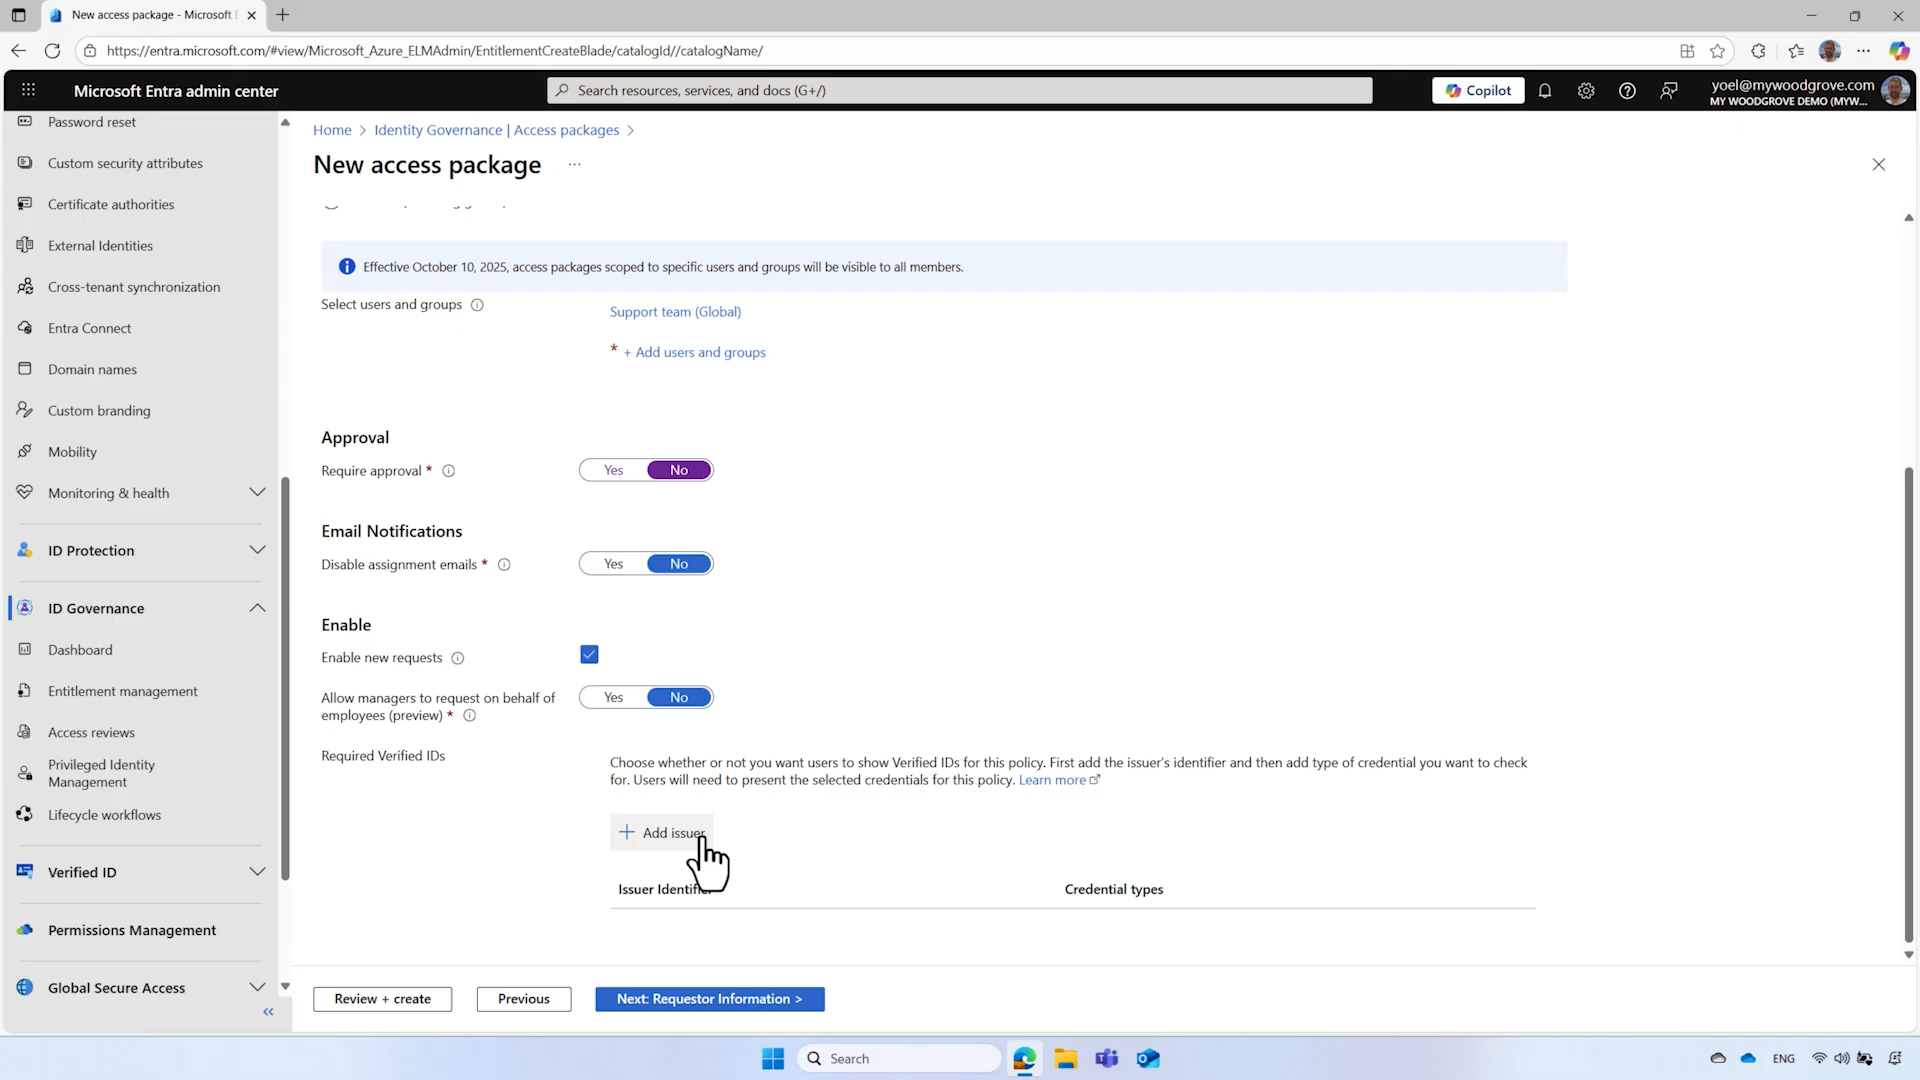 New access package - Microsoft E
https://entra.microsoft.com/#view/Microsoft_Azure_ELMAdmin/EntitlementCreateBlade/catalogId//catalogName/
Microsoft Entra admin center
Search resources, services, and docs (G+/)
Copilot
yoel@mywoodgrove.com
MY WOODGROVE DEMO (MYW...
Password reset
Custom security attributes
Certificate authorities
External Identities
Cross-tenant synchronization
Entra Connect
Domain names
Custom branding
Mobility
Monitoring & health
ID Protection
ID Governance
Dashboard
Entitlement management
Access reviews
Privileged Identity
Management
Lifecycle workflows
Verified ID
Permissions Management
Global Secure Access
Home > Identity Governance | Access packages >
New access package ...
Effective October 10, 2025, access packages scoped to specific users and groups will be visible to all members.
Select users and groups
Support team (Global)
* + Add users and groups
Approval
Require approval *
Yes No
Email Notifications
Disable assignment emails *
Yes No
Enable
Enable new requests
Allow managers to request on behalf of
employees (preview) *
Yes No
Required Verified IDs
Choose whether or not you want users to show Verified IDs for this policy. First add the issuer's identifier and then add type of credential you want to check
for. Users will need to present the selected credentials for this policy. Learn more
+ Add issuer
Issuer Identifier
Credential types
Review + create
Previous
Next: Requestor Information >
Search
ENG